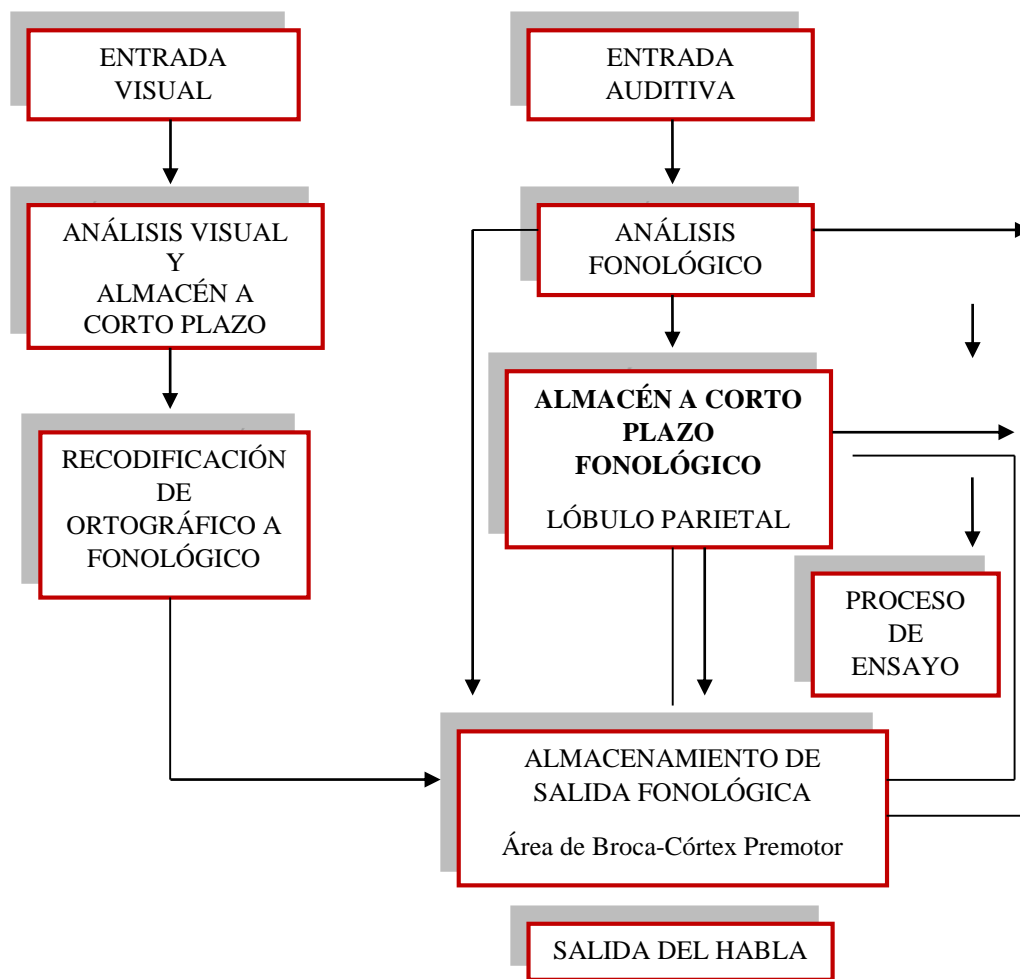 ENTRADA
VISUAL
ENTRADA
AUDITIVA
ANÁLISIS VISUAL
Y
ALMACÉN A
CORTO PLAZO
ANÁLISIS
FONOLÓGICO
RECODIFICACIÓN
DE
ORTOGRÁFICO A
FONOLÓGICO
ALMACÉN A CORTO
PLAZO
FONOLÓGICO
LÓBULO PARIETAL
PROCESO
DE
ENSAYO
ALMACENAMIENTO DE
SALIDA FONOLÓGICA
Área de Broca-Córtex Premotor
SALIDA DEL HABLA